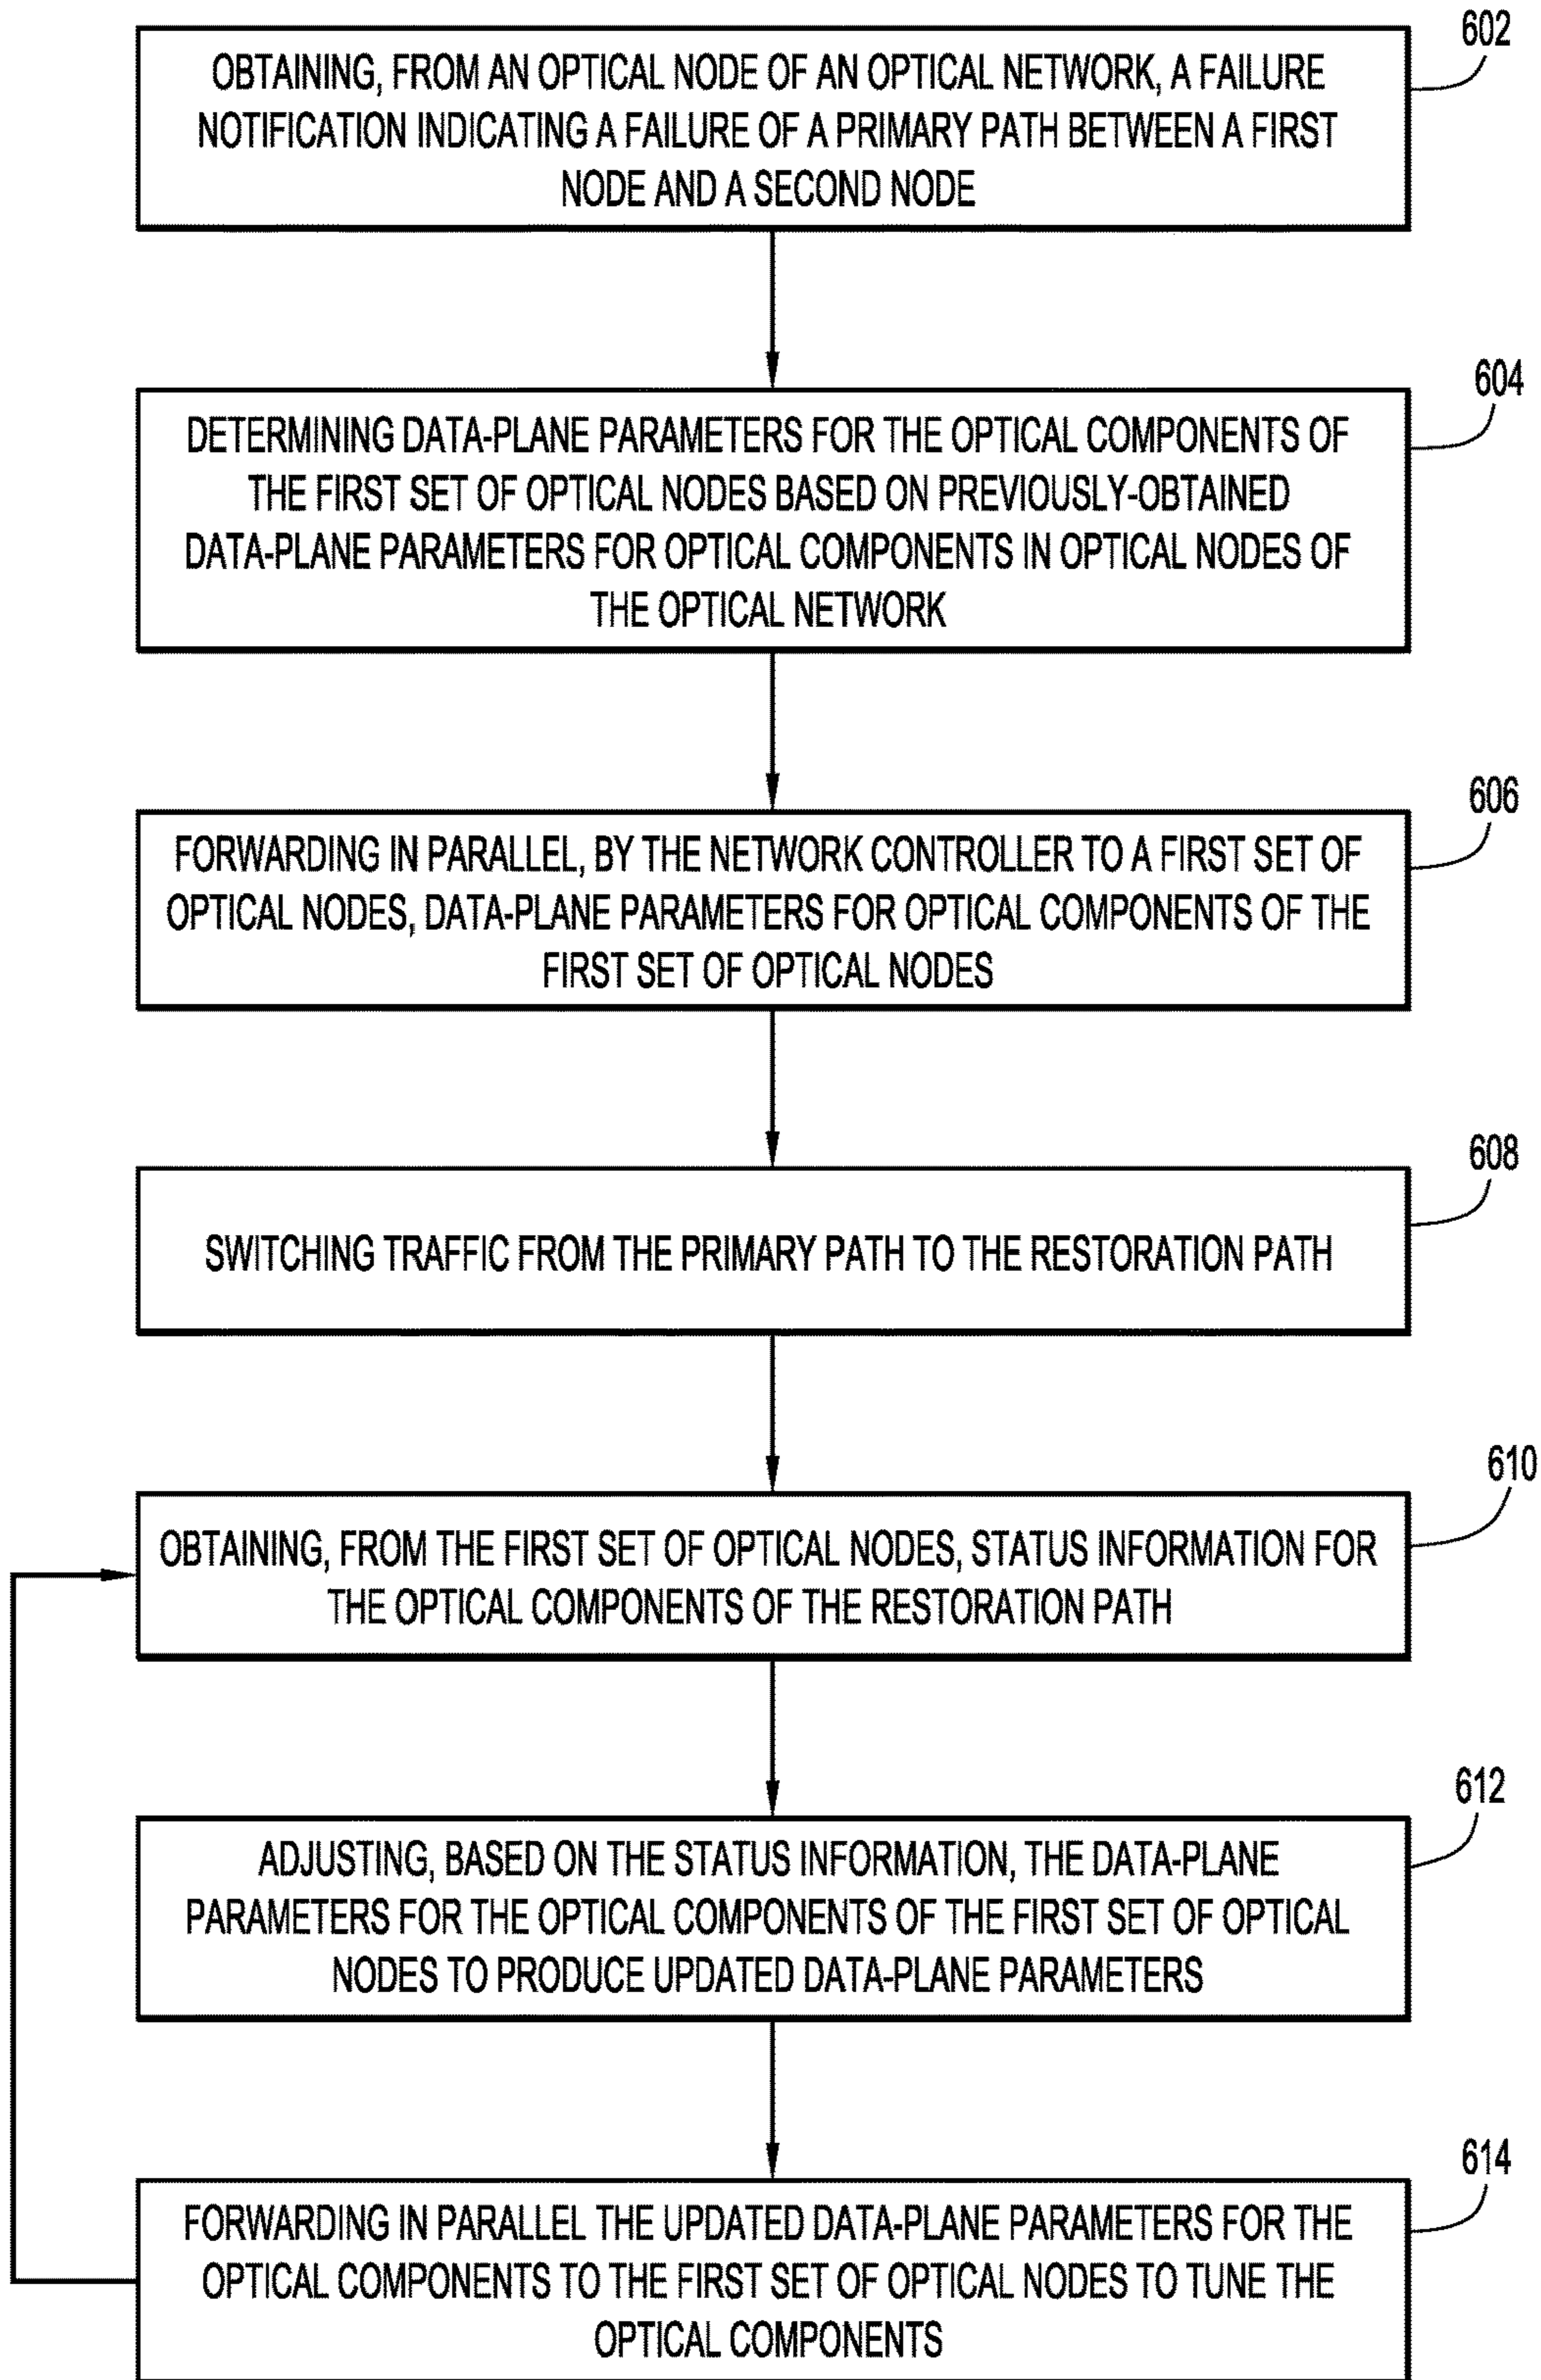 602
OBTAINING, FROM AN OPTICAL NODE OF AN OPTICAL NETWORK, A FAILURE
NOTIFICATION INDICATING A FAILURE OF A PRIMARY PATH BETWEEN A FIRST
NODE AND A SECOND NODE
604
DETERMINING DATA-PLANE PARAMETERS FOR THE OPTICAL COMPONENTS OF
THE FIRST SET OF OPTICAL NODES BASED ON PREVIOUSLY-OBTAINED
DATA-PLANE PARAMETERS FOR OPTICAL COMPONENTS IN OPTICAL NODES OF
THE OPTICAL NETWORK
606
FORWARDING IN PARALLEL, BY THE NETWORK CONTROLLER TO A FIRST SET OF
OPTICAL NODES, DATA-PLANE PARAMETERS FOR OPTICAL COMPONENTS OF THE
FIRST SET OF OPTICAL NODES
608
SWITCHING TRAFFIC FROM THE PRIMARY PATH TO THE RESTORATION PATH
610
OBTAINING, FROM THE FIRST SET OF OPTICAL NODES, STATUS INFORMATION FOR
THE OPTICAL COMPONENTS OF THE RESTORATION PATH
612
ADJUSTING, BASED ON THE STATUS INFORMATION, THE DATA-PLANE
PARAMETERS FOR THE OPTICAL COMPONENTS OF THE FIRST SET OF OPTICAL
NODES TO PRODUCE UPDATED DATA-PLANE PARAMETERS
614
FORWARDING IN PARALLEL THE UPDATED DATA-PLANE PARAMETERS FOR THE
OPTICAL COMPONENTS TO THE FIRST SET OF OPTICAL NODES TO TUNE THE
OPTICAL COMPONENTS